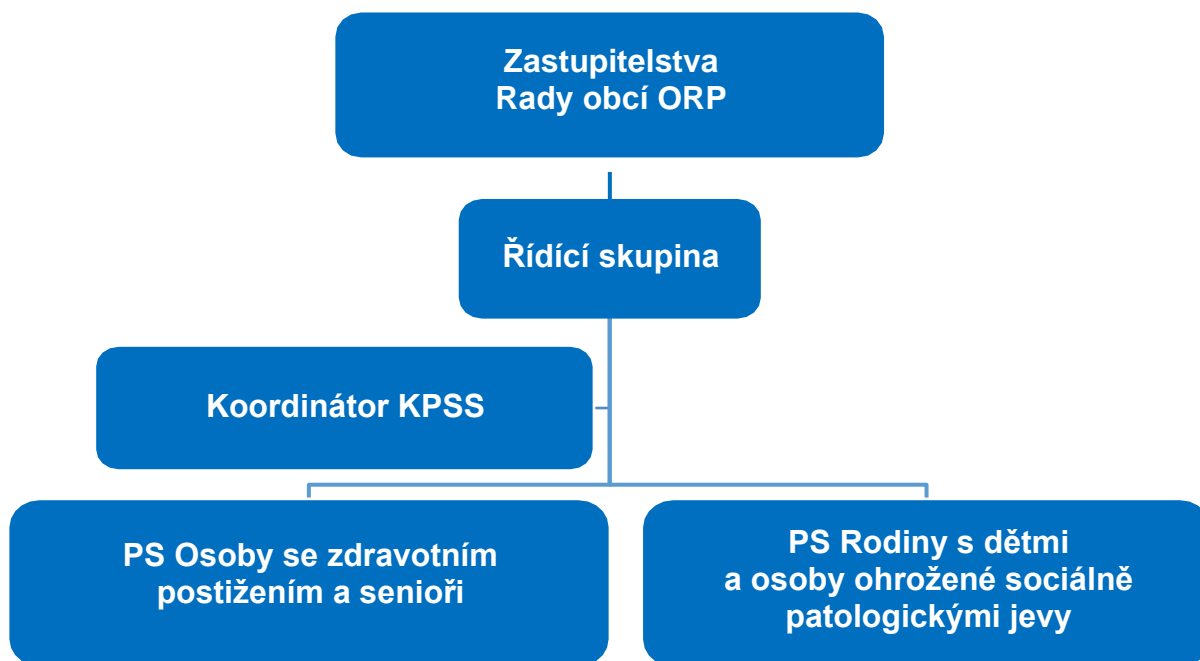 Zastupitelstva
Rady obcí ORP
Řídící skupina
Koordinátor KPSS
PS Osoby se zdravotním
postižením a senioři
PS Rodiny s dětmi
a osoby ohrožené sociálně
patologickými jevy